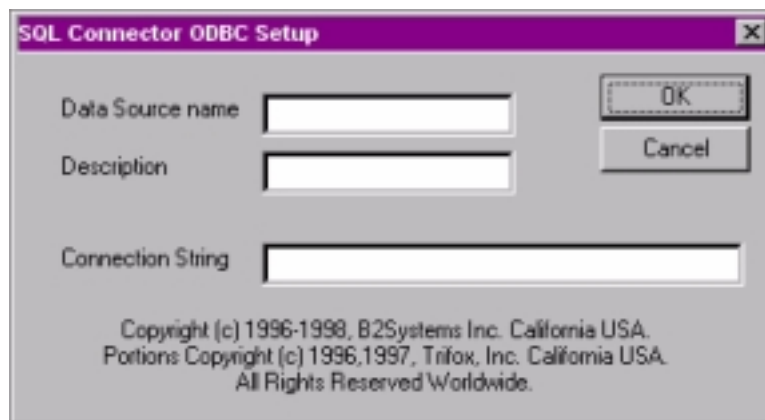 SQL Connector ODBC Setup
Data Source name
OK
Description
Cancel
Connection String
Copyright (c) 1996-1998, B2Systems Inc. California USA.
Portions Copyright (c) 1996,1997, Trifox, Inc. California USA.
All Rights Reserved Worldwide.